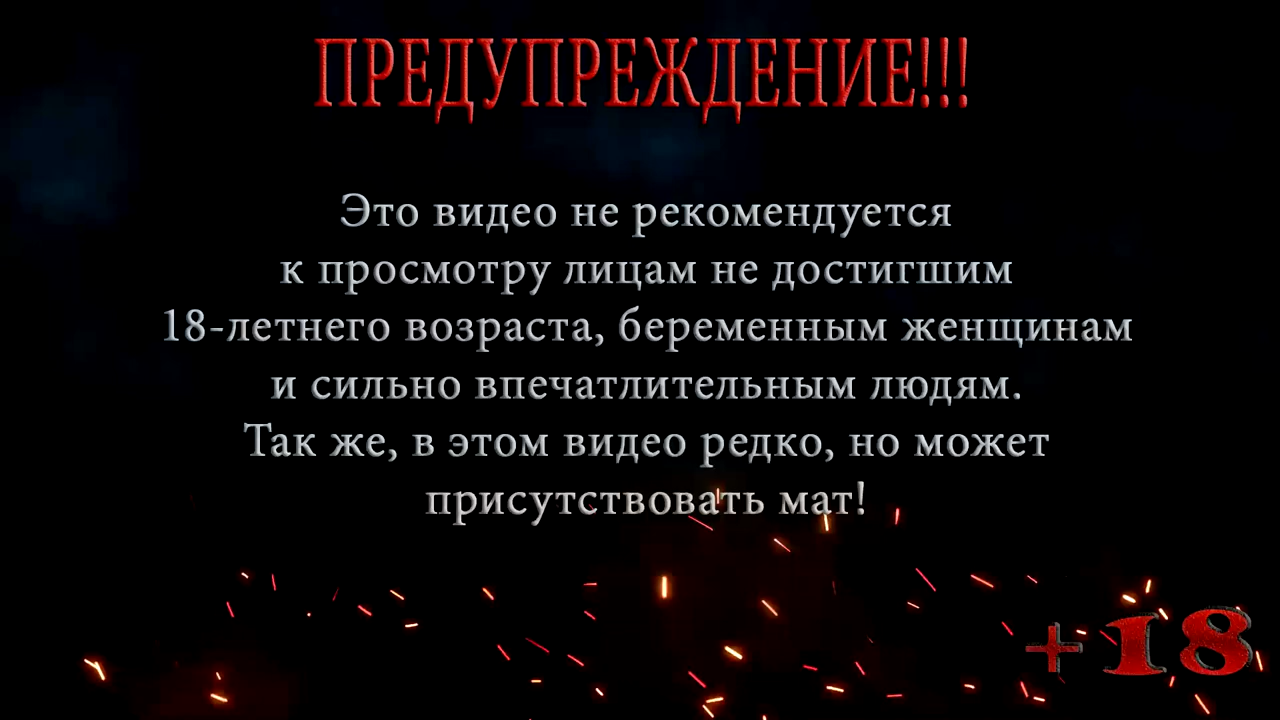 ПРЕДУПРЕЖДЕНИЕ!!!
Это видео не рекомендуется
к просмотру лицам не достигшим
18-летнего возраста, беременным женщинам
и сильно впечатлительным людям.
Так же, в этом видео редко, но может
присутствовать мат!
+18